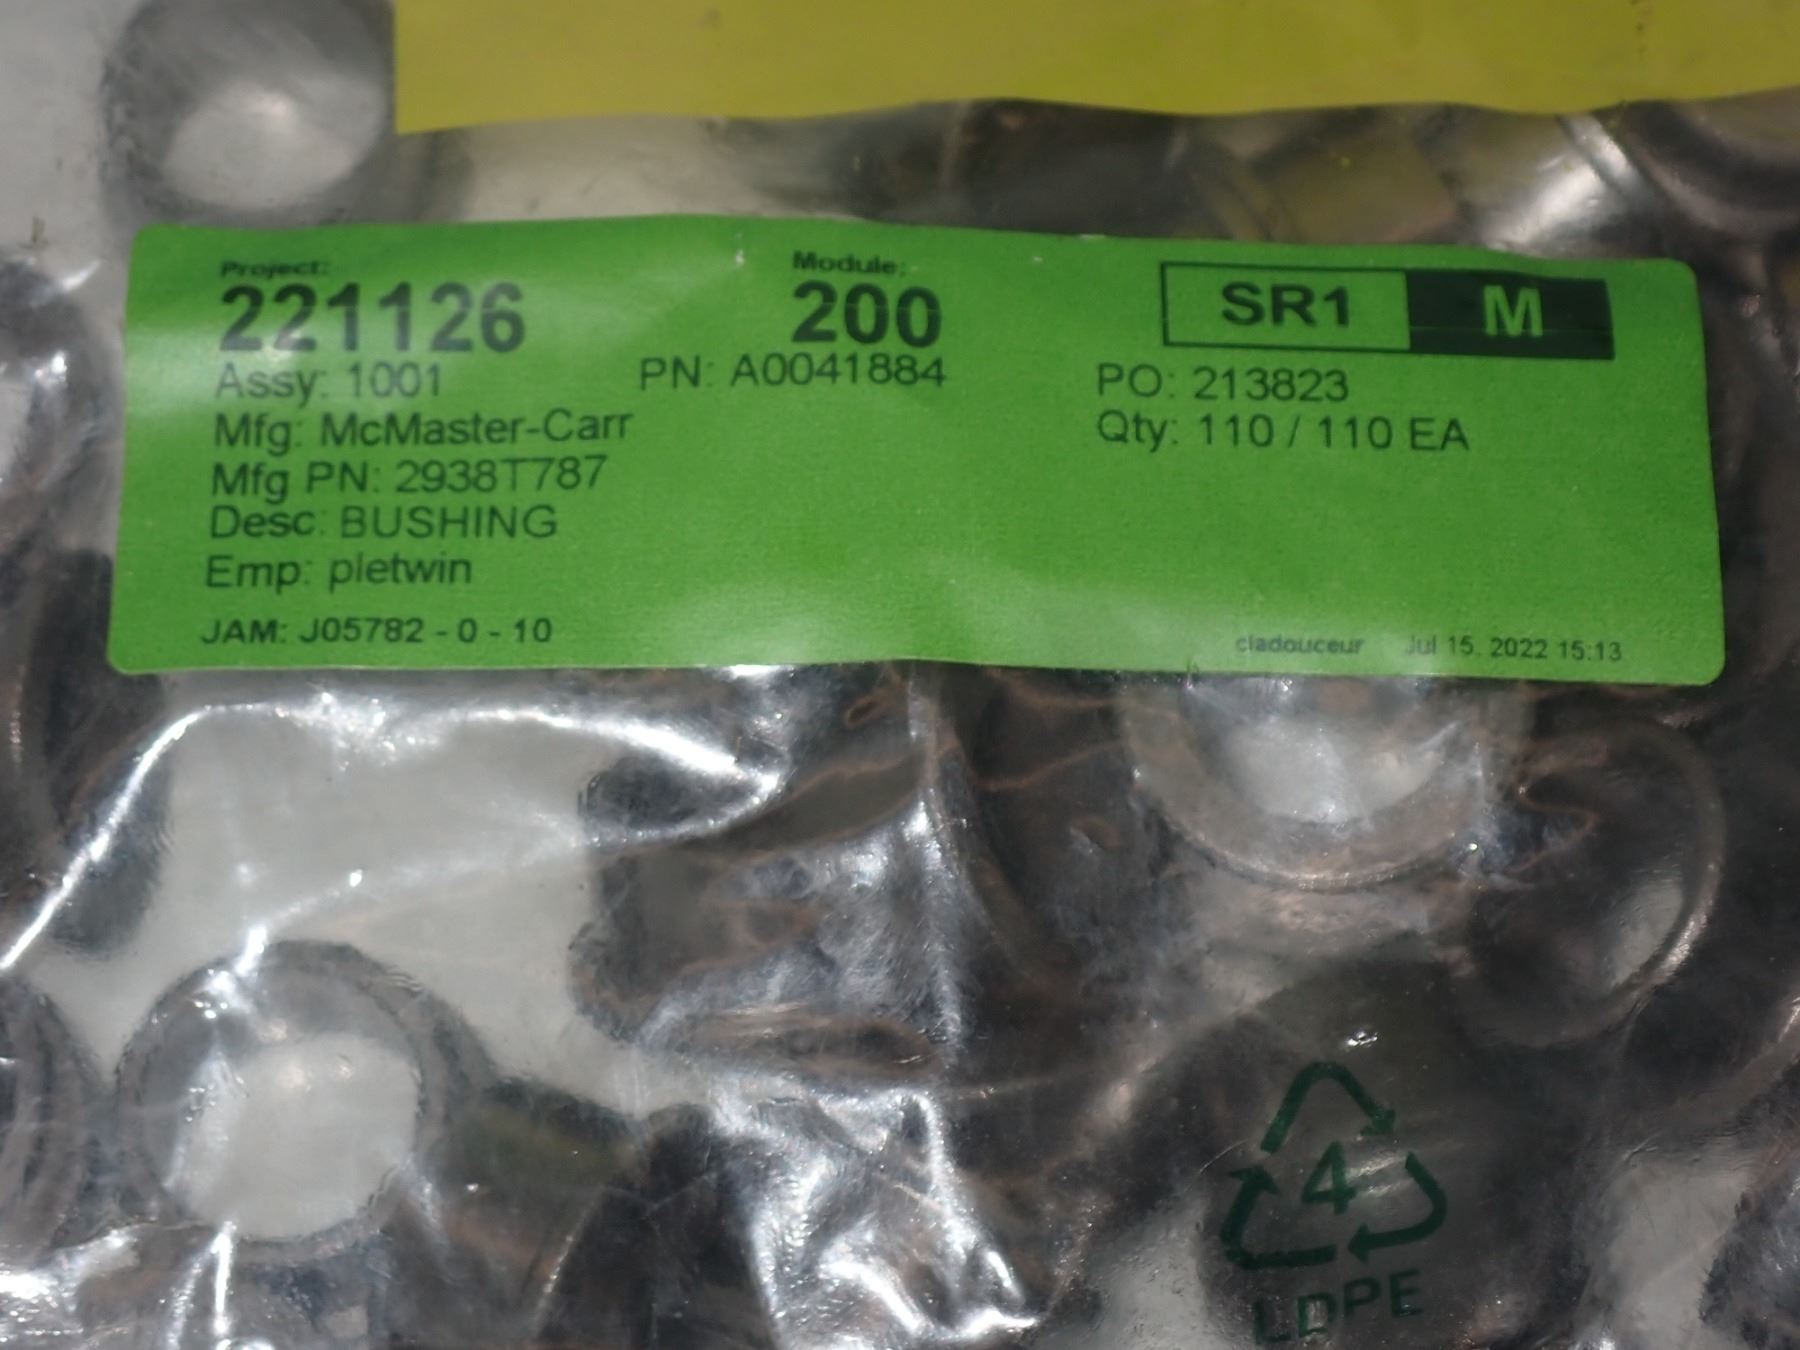 Project: Module:
221126 200 SR1 M
Assy: 1001 PN: A0041884 PO: 213823
Mfg: McMaster-Carr Qty: 110 / 110 EA
Mfg PN: 2938T787
Desc: BUSHING
Emp: pletwin
JAM: J05782 - 0 - 10 cladouceur Jul 15, 2022 15:13
4
LDPE